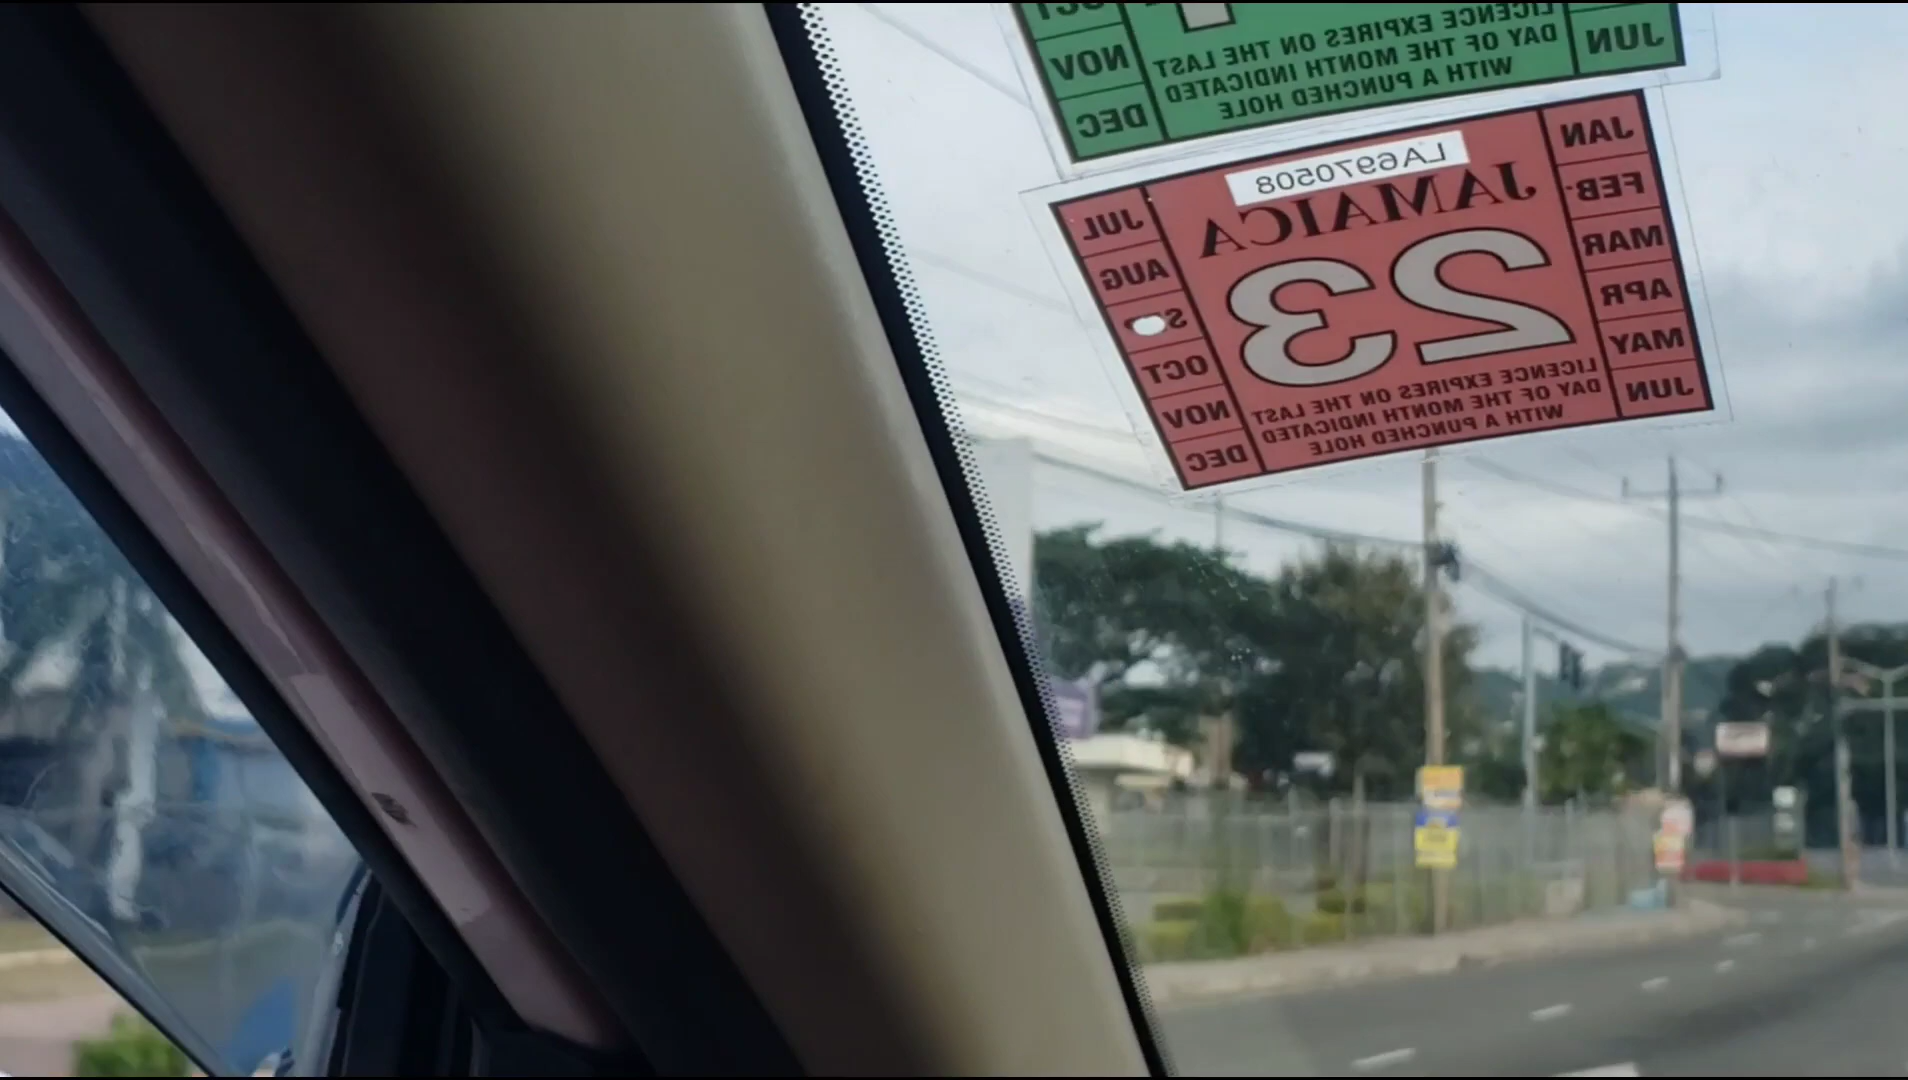 OCT
NOV
DEC
LICENCE EXPIRES ON THE LAST
DAY OF THE MONTH INDICATED
WITH A PUNCHED HOLE
JUN
LA6970508
JAMAICA
23
LICENCE EXPIRES ON THE LAST
DAY OF THE MONTH INDICATED
WITH A PUNCHED HOLE
JAN
FEB
MAR
APR
MAY
JUN
JUL
AUG
OCT
NOV
DEC